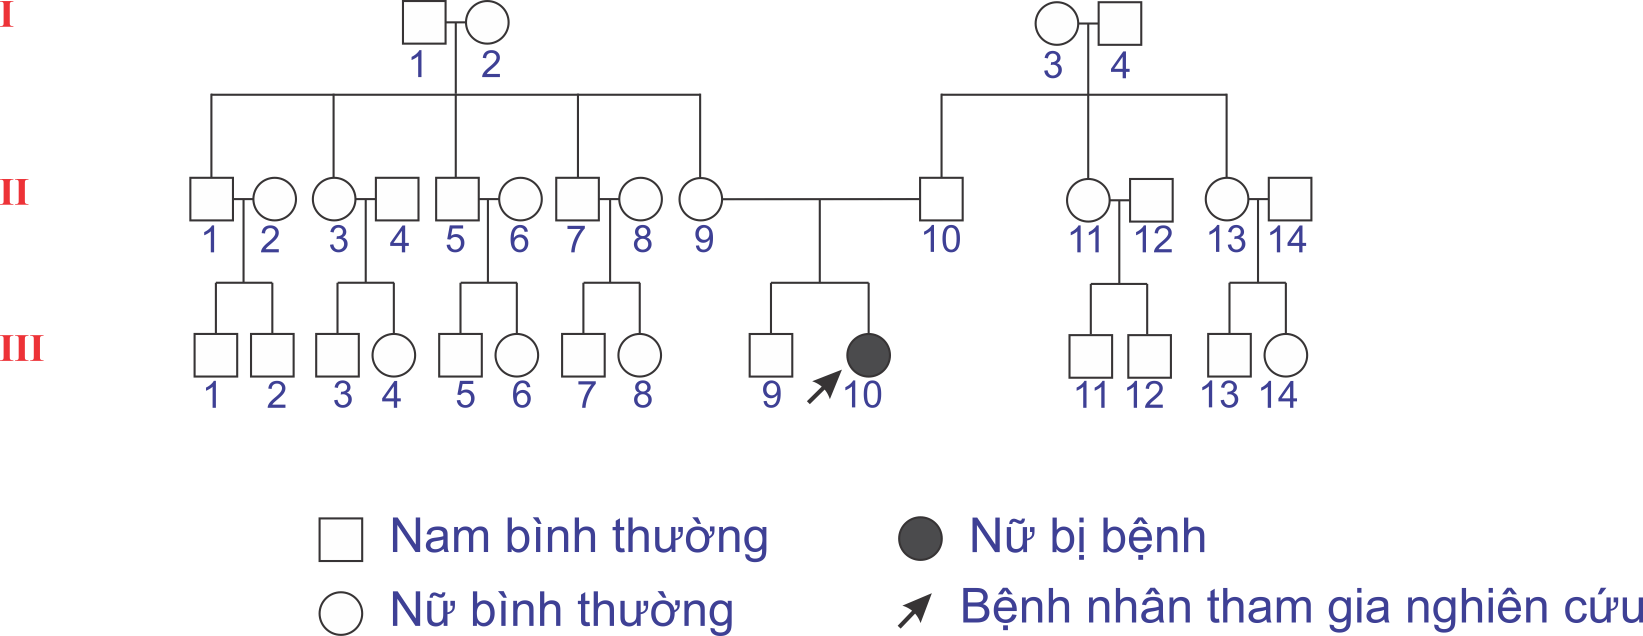 I
1 2 3 4
II
1 2 3 4 5 6 7 8 9 10 11 12 13 14
III
1 2 3 4 5 6 7 8 9 10 11 12 13 14
Nam bình thường
Nữ bị bệnh
Nữ bình thường
Bệnh nhân tham gia nghiên cứu